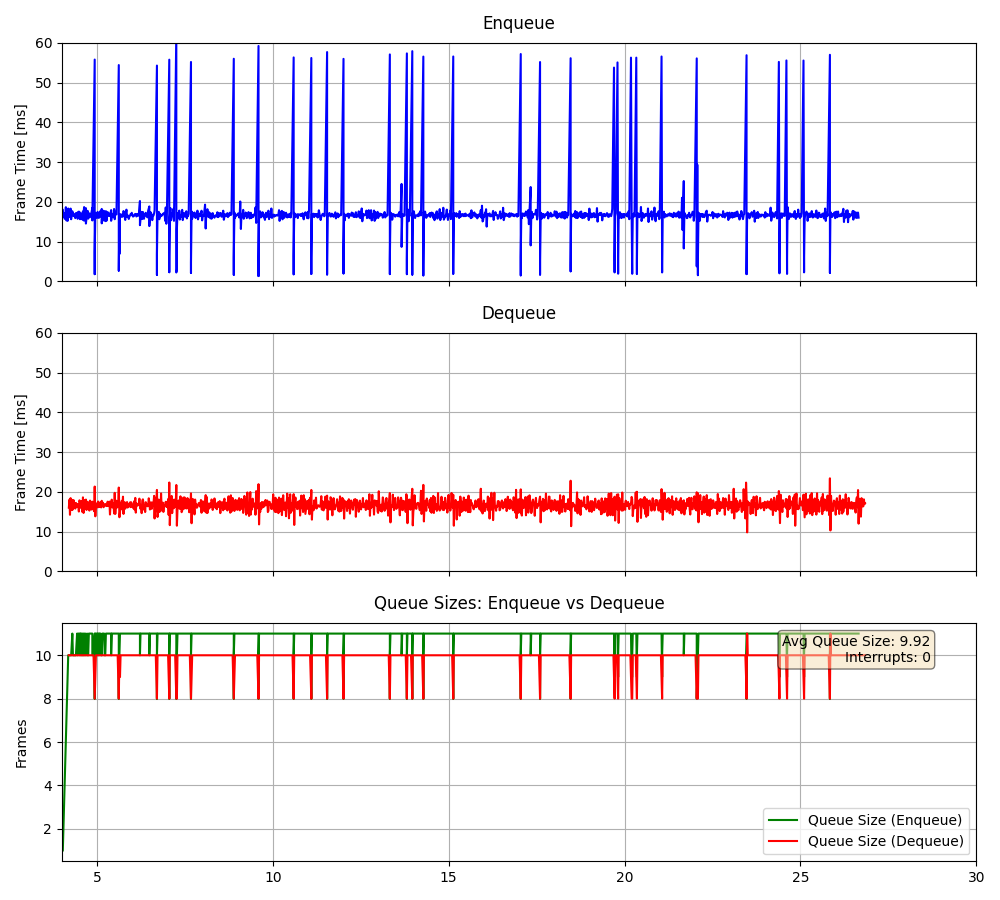 Enqueue
60
50
40
30
20
10
0
Frame Time [ms]
Dequeue
60
50
40
30
20
10
0
Frame Time [ms]
Queue Sizes: Enqueue vs Dequeue
10
8
6
4
2
Frames
Avg Queue Size: 9.92
Interrupts: 0
Queue Size (Enqueue)
Queue Size (Dequeue)
5
10
15
20
25
30